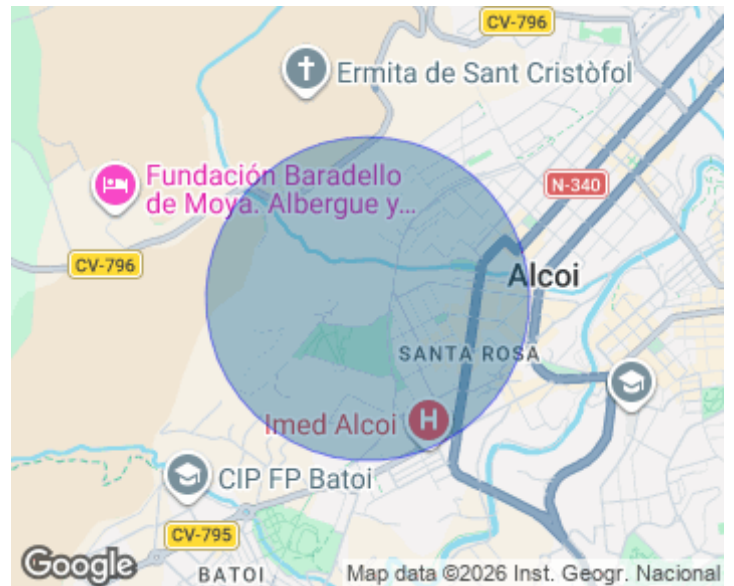 CV-796
Ermita de Sant Cristòfol
Fundación Baradello
de Moya. Albergue y...
N-340
CV-796
Alcoi
SANTA ROSA
Imed Alcoi
H
CIP FP Batoi
CV-795
BATOI
Google
Map data ©2026 Inst. Geogr. Nacional